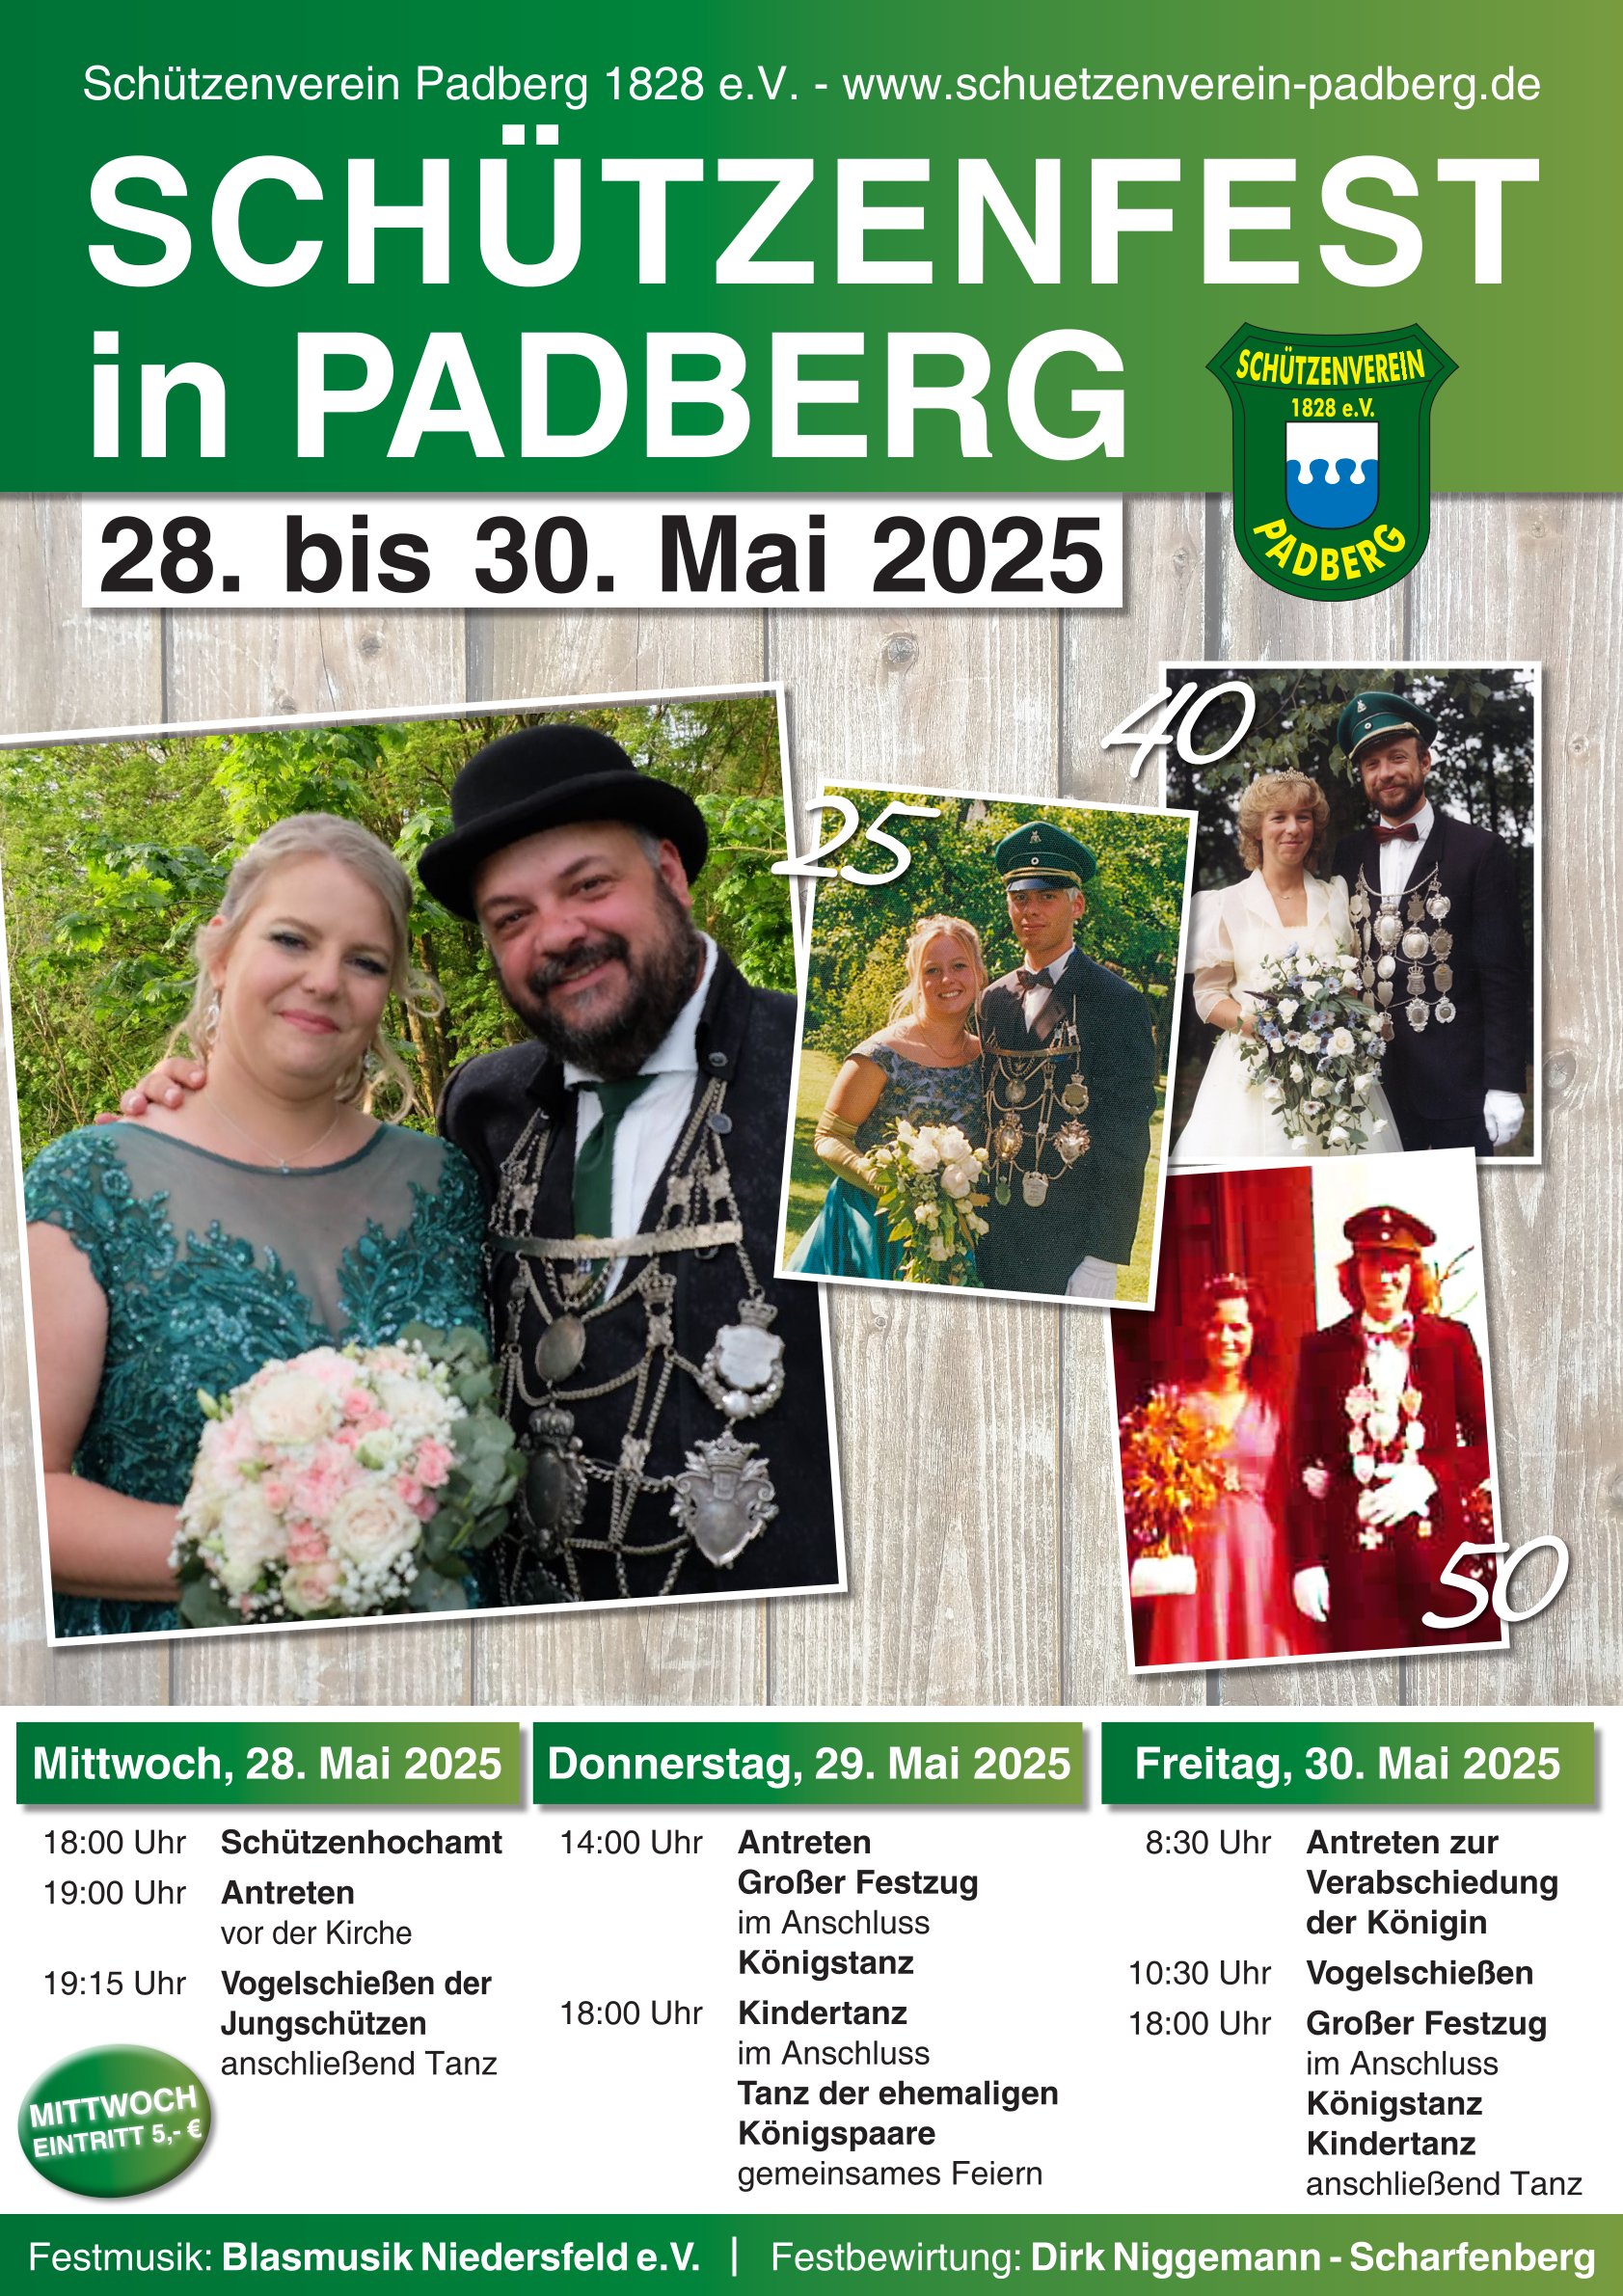 Schützenverein Padberg 1828 e.V. - www.schuetzenverein-padberg.de
SCHÜTZENFEST
in PADBERG
SCHÜTZENVEREIN
1828 e.V.
PADBERG
28. bis 30. Mai 2025
40
25
50
Mittwoch, 28. Mai 2025
18:00 Uhr Schützenhochamt
19:00 Uhr Antreten
vor der Kirche
19:15 Uhr Vogelschießen der
Jungschützen
anschließend Tanz
MITTWOCH
EINTRITT 5,- €
Donnerstag, 29. Mai 2025
14:00 Uhr Antreten
Großer Festzug
im Anschluss
Königstanz
18:00 Uhr Kindertanz
im Anschluss
Tanz der ehemaligen
Königspaare
gemeinsames Feiern
Freitag, 30. Mai 2025
8:30 Uhr Antreten zur
Verabschiedung
der Königin
10:30 Uhr Vogelschießen
18:00 Uhr Großer Festzug
im Anschluss
Königstanz
Kindertanz
anschließend Tanz
Festmusik: Blasmusik Niedersfeld e.V. | Festbewirtung: Dirk Niggemann - Scharfenberg